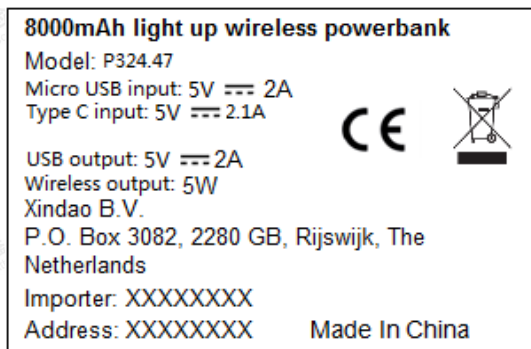 8000mAh light up wireless powerbank
Model: P324.47
Micro USB input: 5V ⎓ 2A
Type C input: 5V ⎓ 2.1A
CE
USB output: 5V ⎓ 2A
Wireless output: 5W
Xindao B.V.
P.O. Box 3082, 2280 GB, Rijswijk, The
Netherlands
Importer: XXXXXXXX
Address: XXXXXXXX Made In China